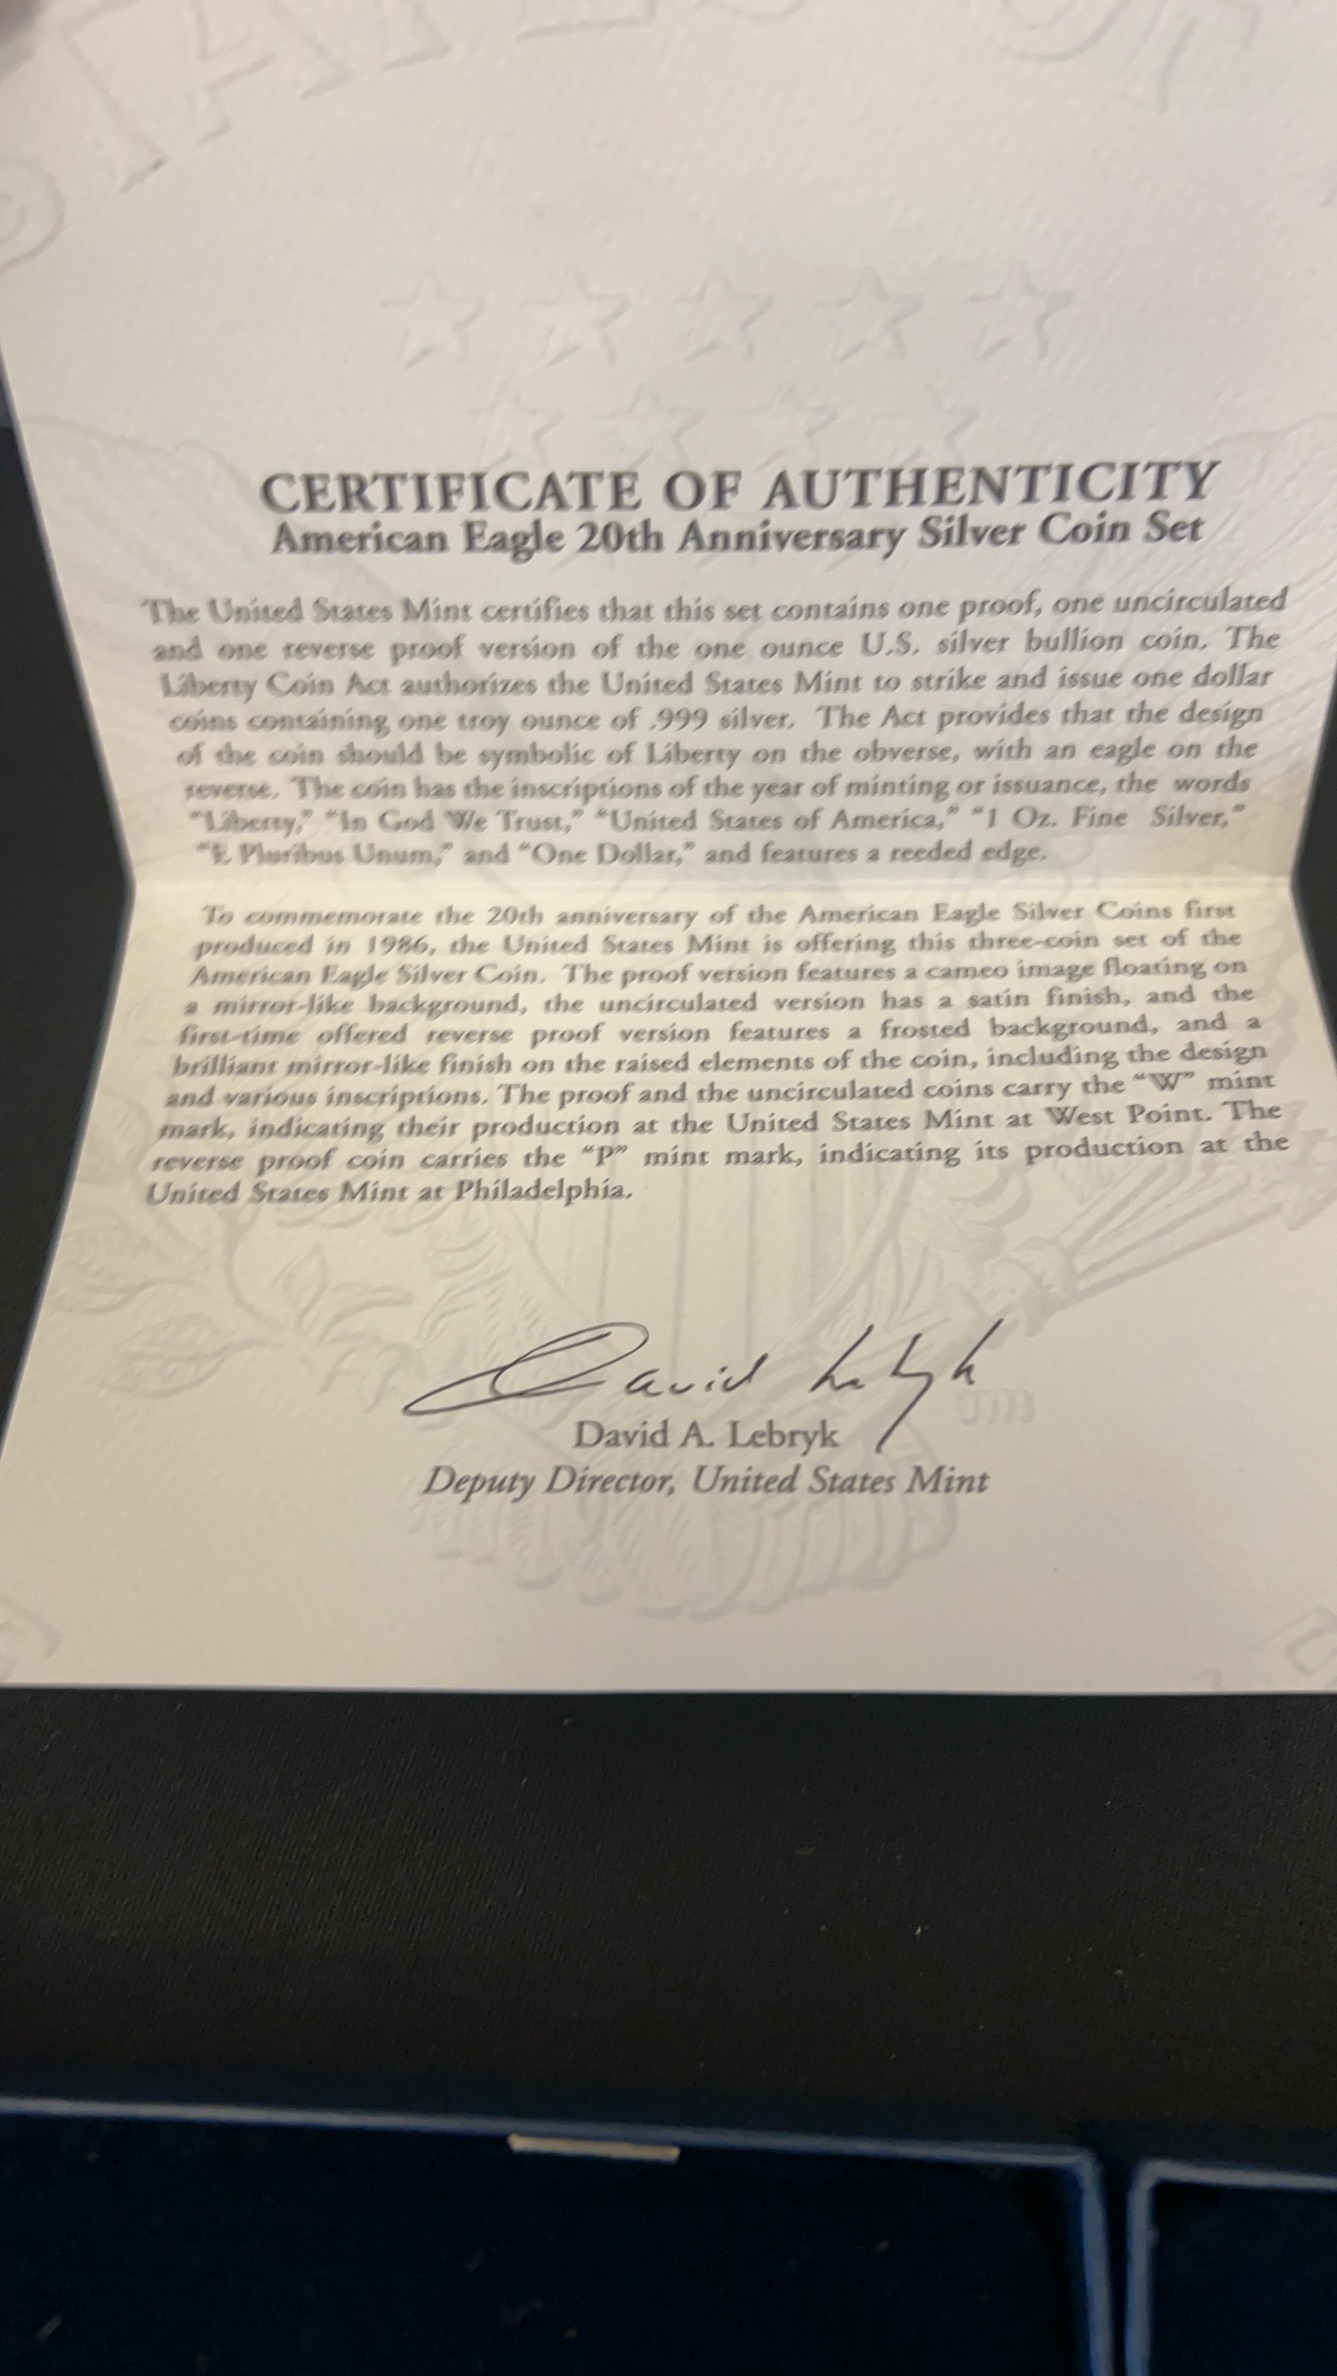 CERTIFICATE OF AUTHENTICITY
American Eagle 20th Anniversary Silver Coin Set
The United States Mint certifies that this set contains one proof, one uncirculated
and one reverse proof version of the one ounce U.S. silver bullion coin. The
Liberty Coin Act authorizes the United States Mint to strike and issue one dollar
coins containing one troy ounce of .999 silver. The Act provides that the design
of the coin should be symbolic of Liberty on the obverse, with an eagle on the
reverse. The coin has the inscriptions of the year of minting or issuance, the words
“Liberty,” “In God We Trust,” “United States of America,” “1 Oz. Fine Silver,”
“E Pluribus Unum,” and “One Dollar,” and features a reeded edge.
To commemorate the 20th anniversary of the American Eagle Silver Coins first
produced in 1986, the United States Mint is offering this three-coin set of the
American Eagle Silver Coin. The proof version features a cameo image floating on
a mirror-like background, the uncirculated version has a satin finish, and the
first-time offered reverse proof version features a frosted background, and a
brilliant mirror-like finish on the raised elements of the coin, including the design
and various inscriptions. The proof and the uncirculated coins carry the “W” mint
mark, indicating their production at the United States Mint at West Point. The
reverse proof coin carries the “P” mint mark, indicating its production at the
United States Mint at Philadelphia.
David Lebryk
David A. Lebryk
Deputy Director, United States Mint